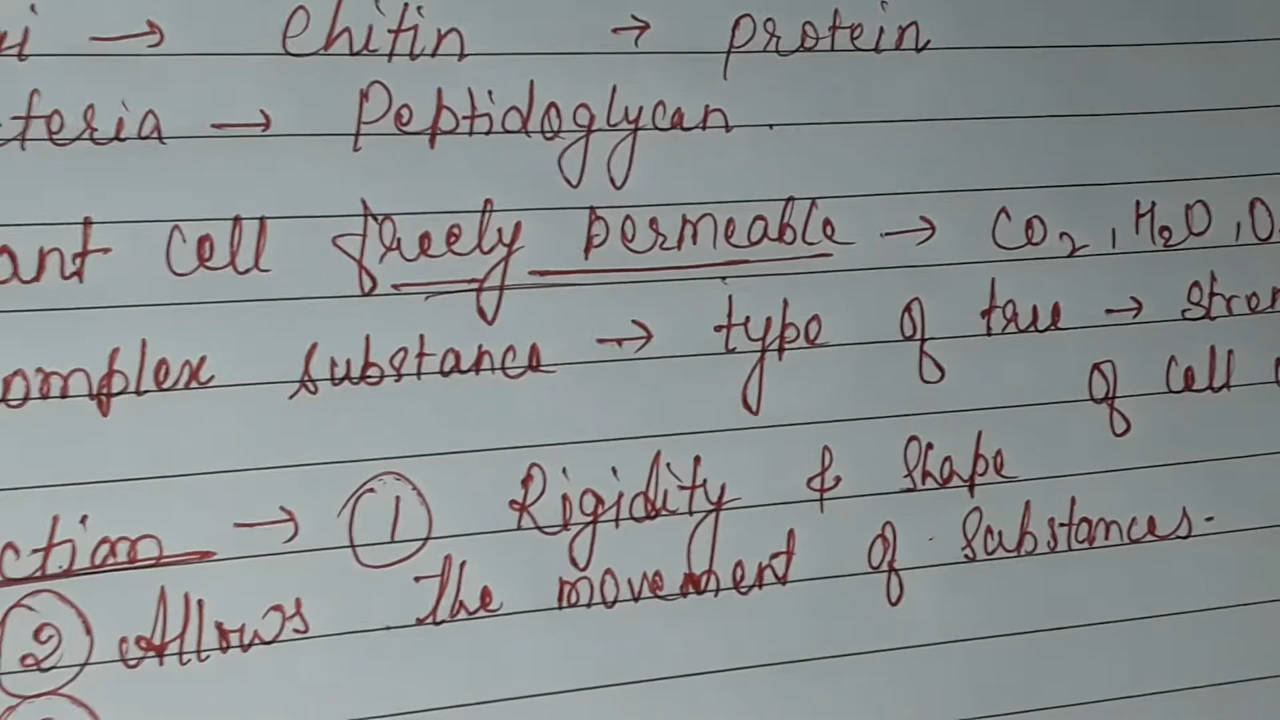 i → Chitin → protein
teria → Peptidoglycan.
ant cell freely permeable → CO2, H2O, O
omplex substance → type of tree → stren
of cell
ction → ① Rigidity & Shape
② Allows the movement of substances.